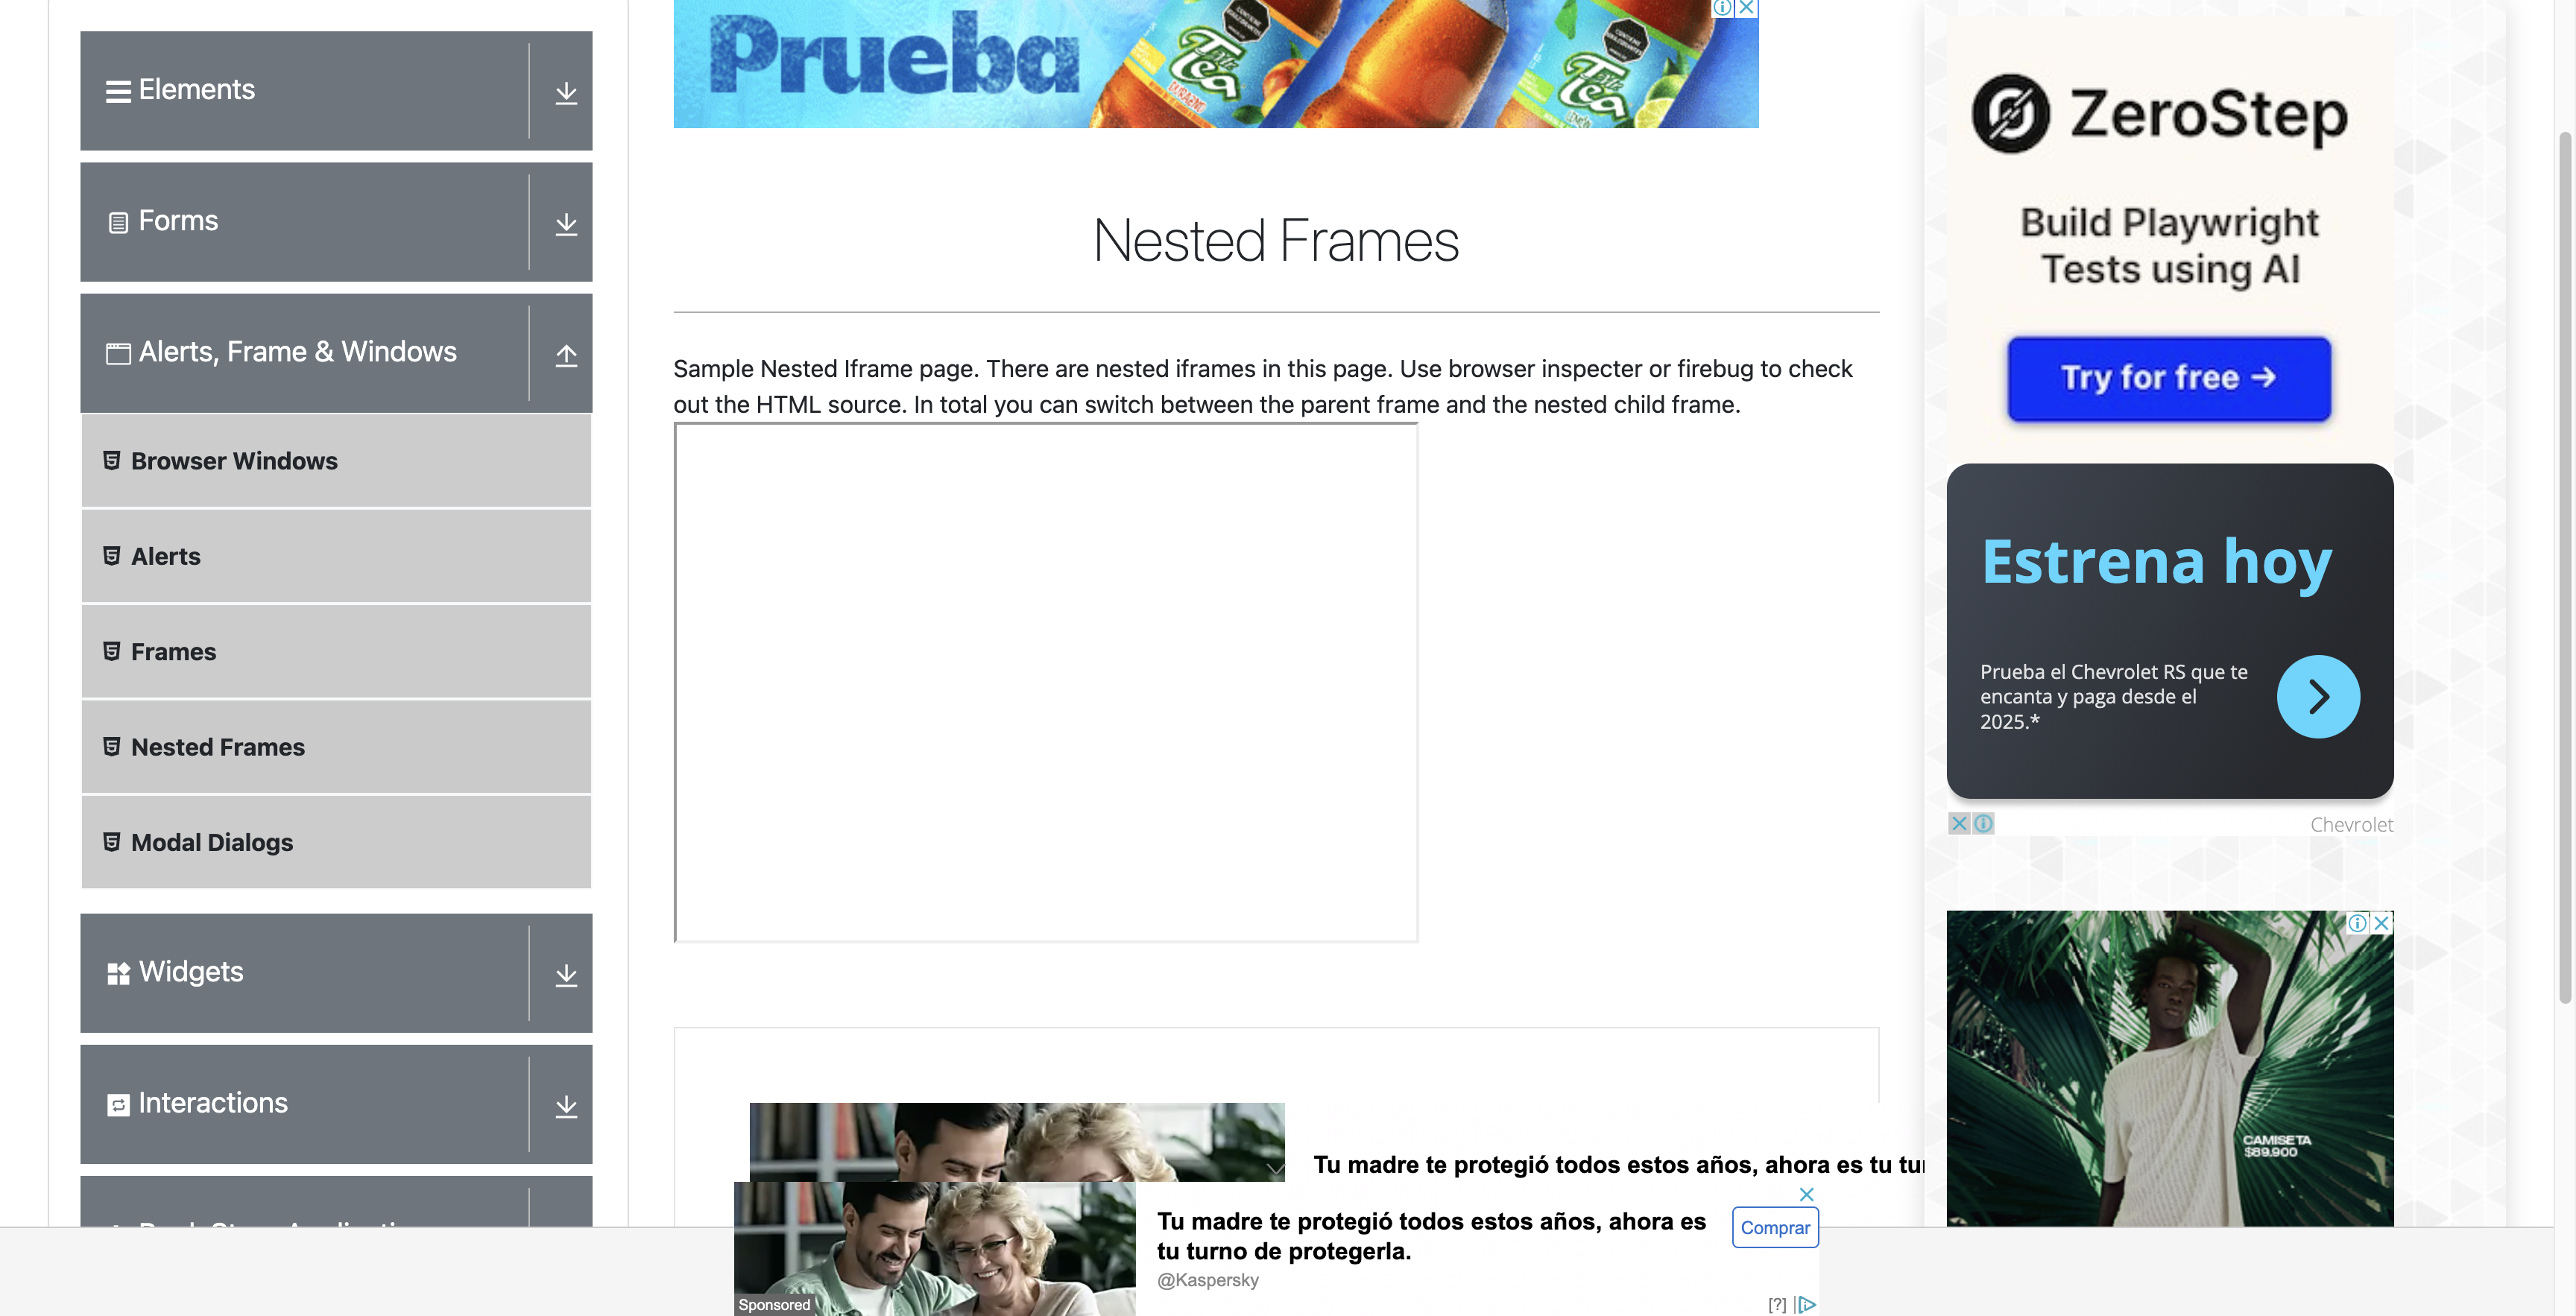 Elements
Forms
Alerts, Frame & Windows
Browser Windows
Alerts
Frames
Nested Frames
Modal Dialogs
Widgets
Interactions
Prueba
Tea
DURAZNO
Tea
LIMÓN
Nested Frames
Sample Nested Iframe page. There are nested iframes in this page. Use browser inspecter or firebug to check
out the HTML source. In total you can switch between the parent frame and the nested child frame.
Tu madre te protegió todos estos años, ahora es tu
Tu madre te protegió todos estos años, ahora es
tu turno de protegerla.
@Kaspersky
Comprar
Sponsored
[?]
ZeroStep
Build Playwright
Tests using AI
Try for free →
Estrena hoy
Prueba el Chevrolet RS que te
encanta y paga desde el
2025.*
Chevrolet
CAMISETA
$89.900